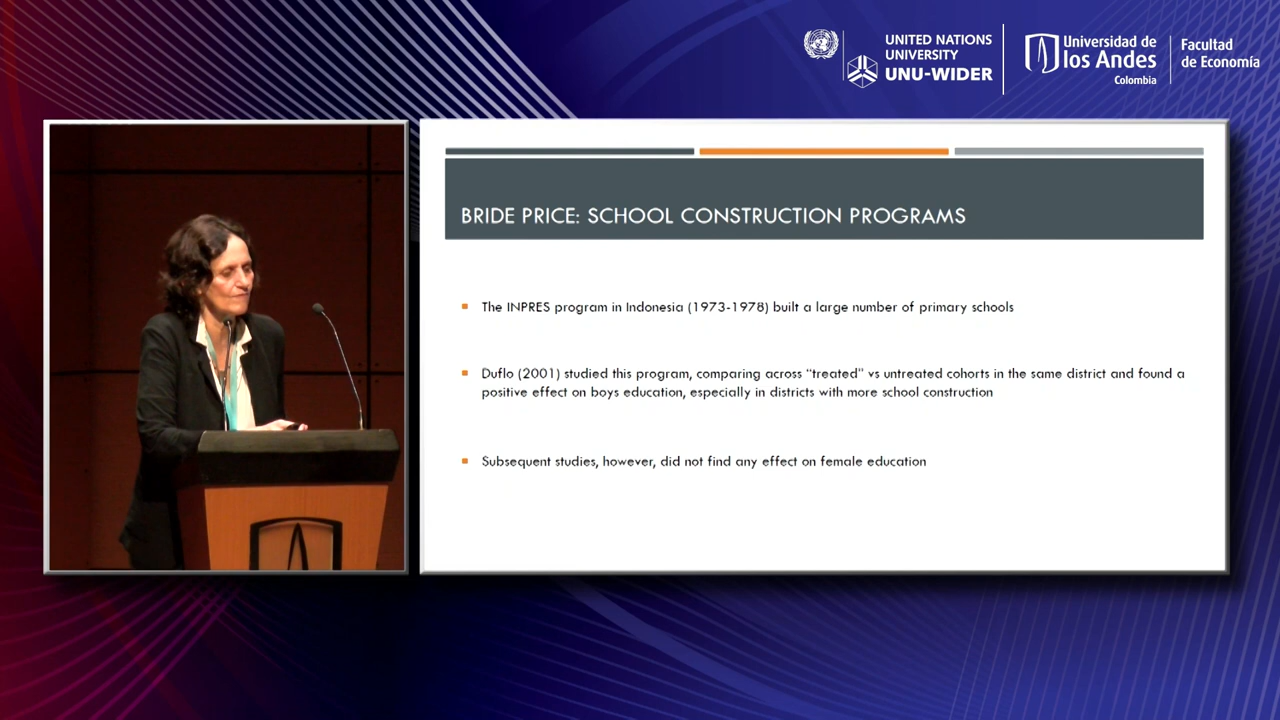 UNITED NATIONS
UNIVERSITY
UNU-WIDER
Universidad de
los Andes
Colombia
Facultad
de Economía
BRIDE PRICE: SCHOOL CONSTRUCTION PROGRAMS
The INPRES program in Indonesia (1973-1978) built a large number of primary schools
Duflo (2001) studied this program, comparing across “treated” vs untreated cohorts in the same district and found a
positive effect on boys education, especially in districts with more school construction
Subsequent studies, however, did not find any effect on female education